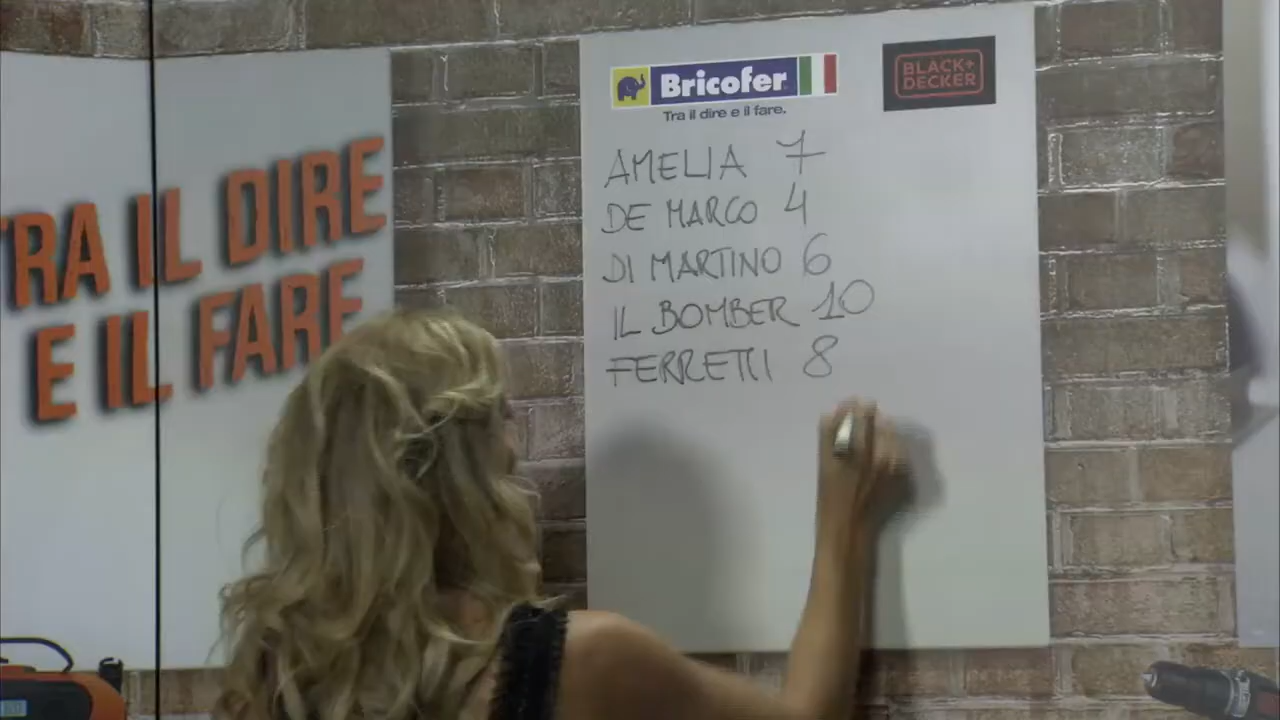 TRA IL DIRE
E IL FARE
Bricofer
Tra il dire e il fare.
BLACK+
DECKER
AMELIA 7
DE MARCO 4
DI MARTINO 6
IL BOMBER 10
FERRETTI 8